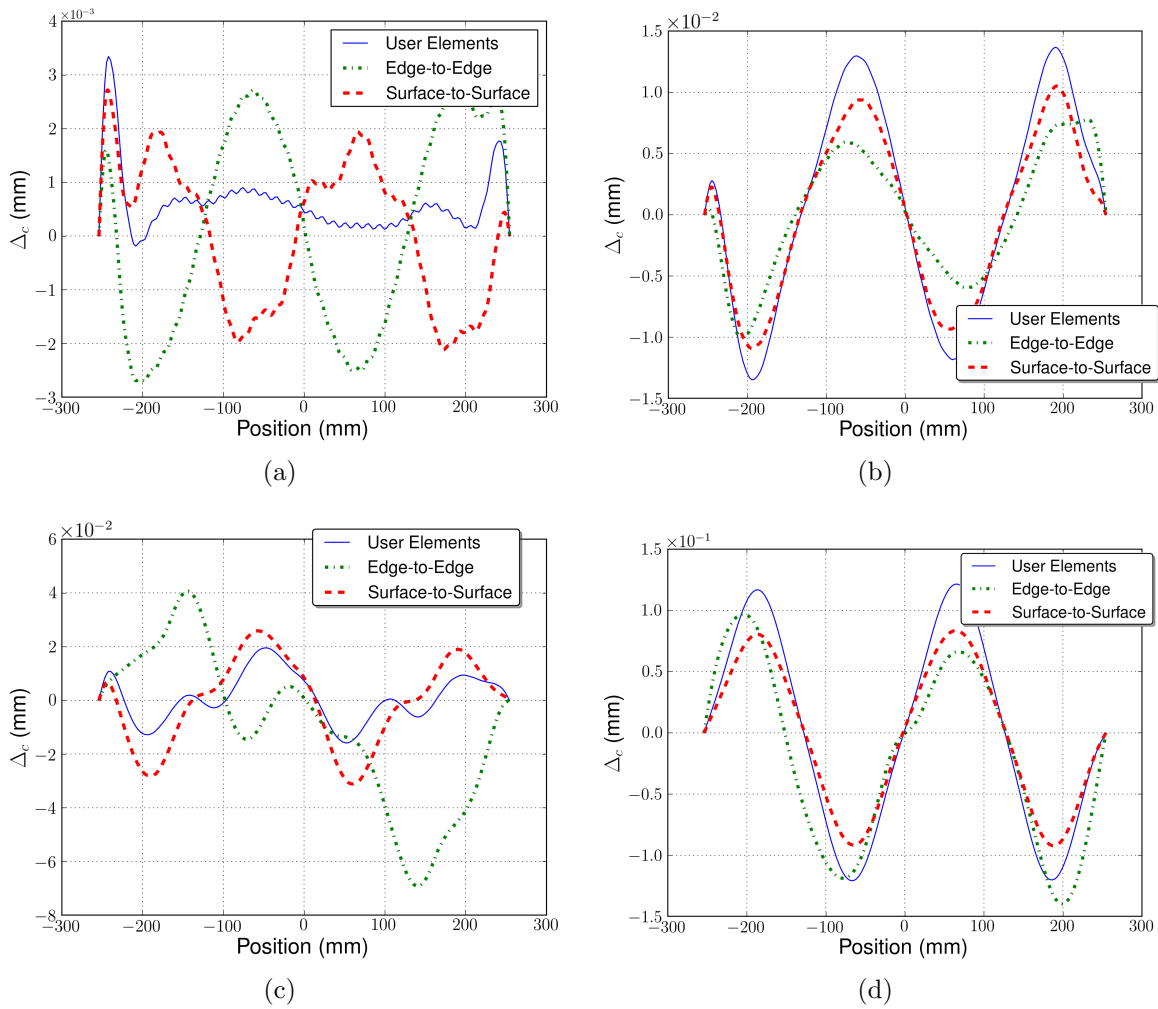 ×10⁻³
4
3
2
1
0
−1
−2
−3
−300
−200
−100
0
100
200
300
Δc (mm)
Position (mm)
User Elements
Edge-to-Edge
Surface-to-Surface
(a)
×10⁻²
1.5
1.0
0.5
0.0
−0.5
−1.0
−1.5
−300
−200
−100
0
100
200
300
Δc (mm)
Position (mm)
User Elements
Edge-to-Edge
Surface-to-Surface
(b)
×10⁻²
6
4
2
0
−2
−4
−6
−8
−300
−200
−100
0
100
200
300
Δc (mm)
Position (mm)
User Elements
Edge-to-Edge
Surface-to-Surface
(c)
×10⁻¹
1.5
1.0
0.5
0.0
−0.5
−1.0
−1.5
−300
−200
−100
0
100
200
300
Δc (mm)
Position (mm)
User Elements
Edge-to-Edge
Surface-to-Surface
(d)